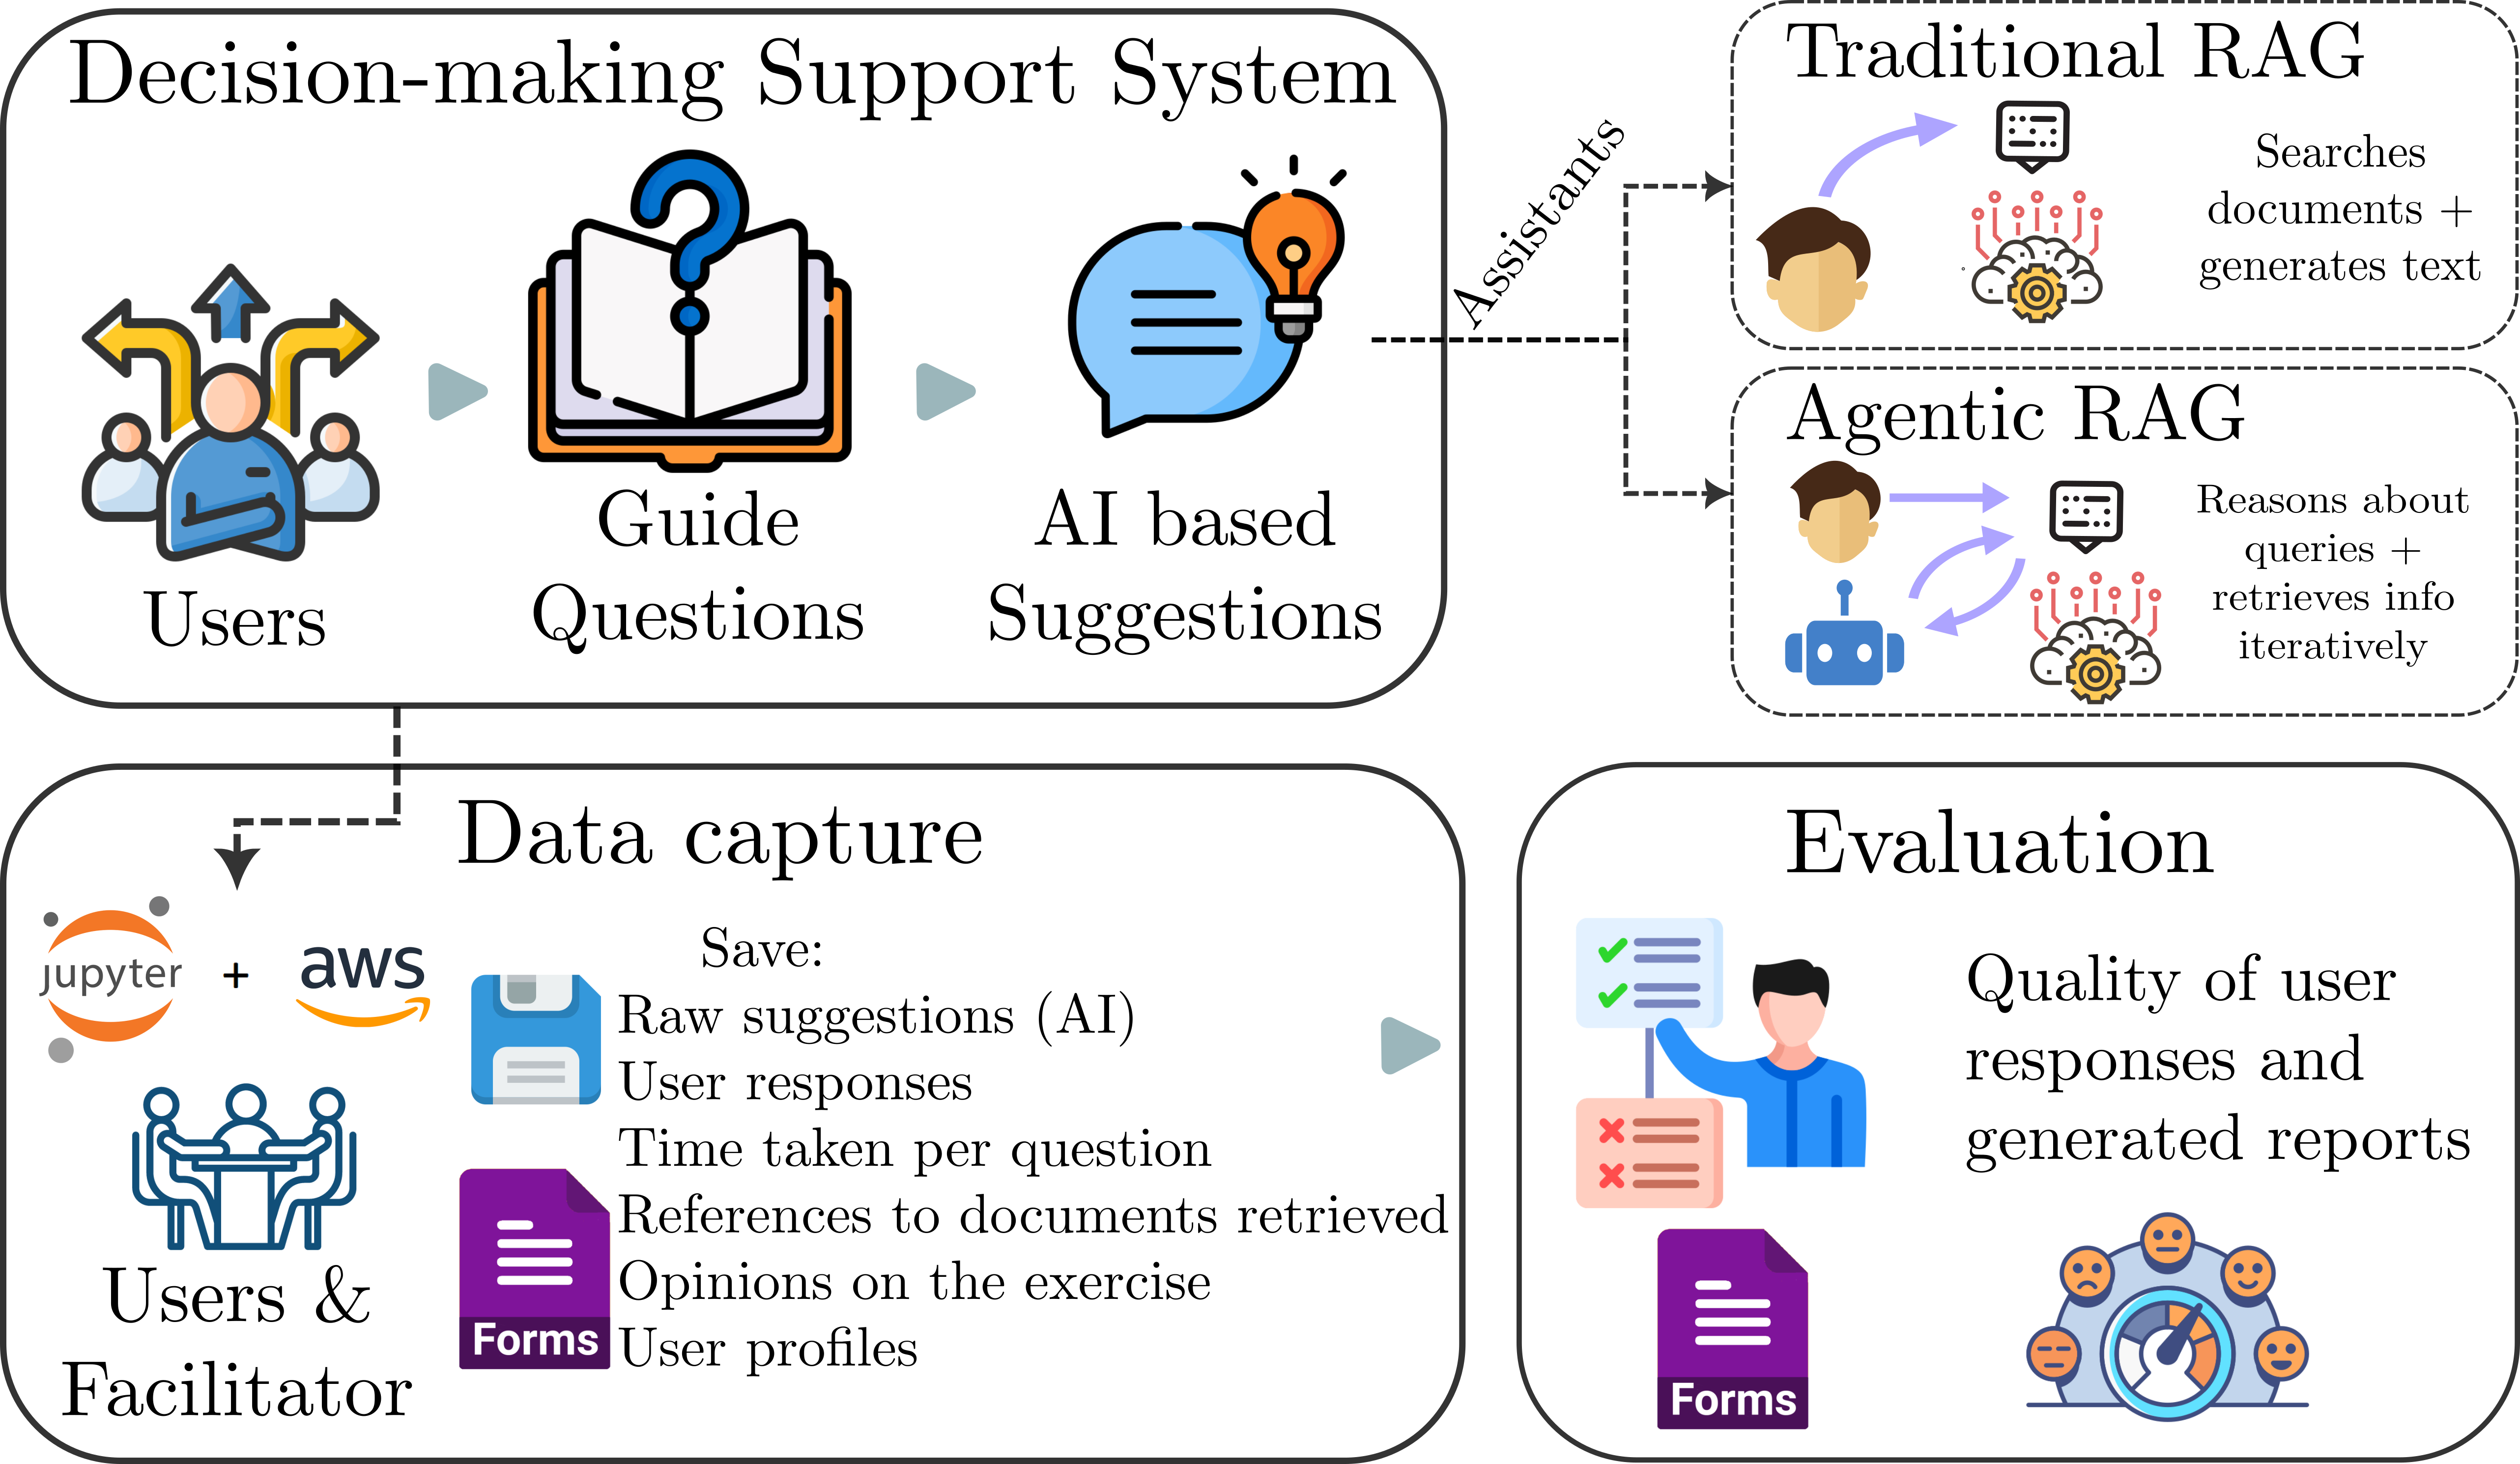 Decision-making Support System
Users
Guide
Questions
AI based
Suggestions
Assistants
Traditional RAG
Searches
documents +
generates text
Agentic RAG
Reasons about
queries +
retrieves info
iteratively
Data capture
jupyter
+
aws
Users &
Facilitator
Save:
Raw suggestions (AI)
User responses
Time taken per question
References to documents retrieved
Opinions on the exercise
User profiles
Forms
Evaluation
Quality of user
responses and
generated reports
Forms